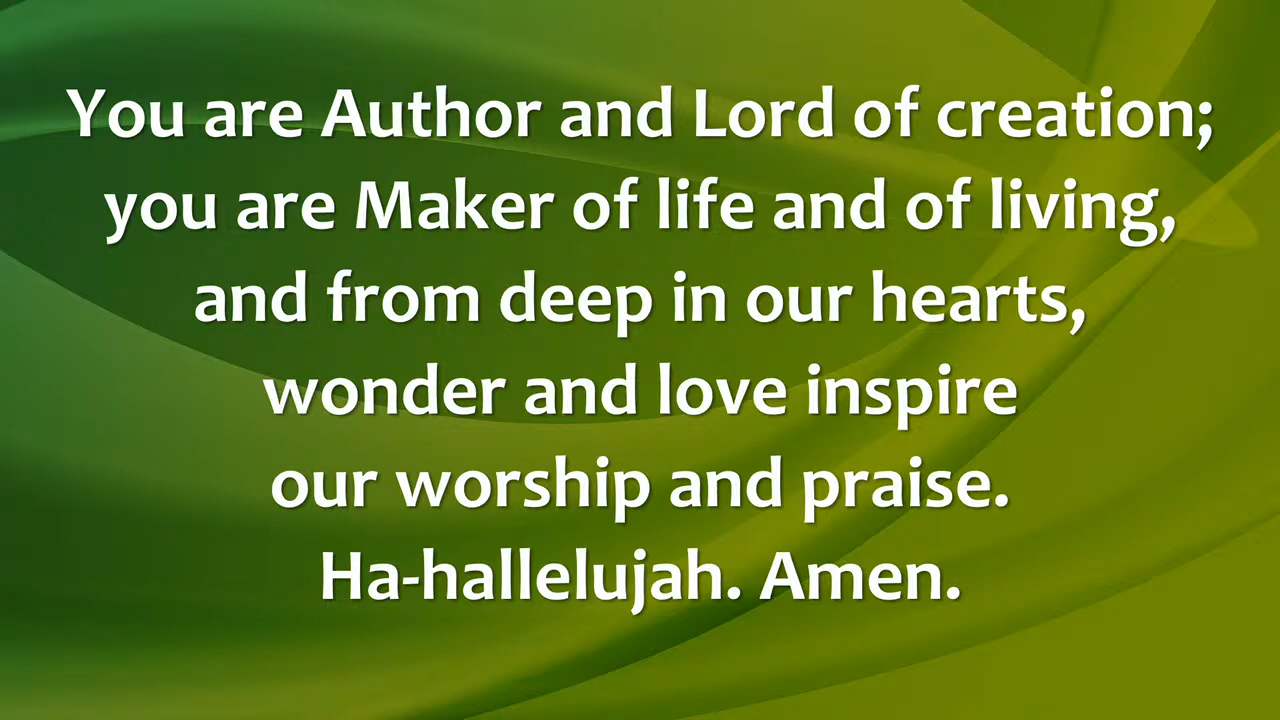 You are Author and Lord of creation;
you are Maker of life and of living,
and from deep in our hearts,
wonder and love inspire
our worship and praise.
Ha-hallelujah. Amen.